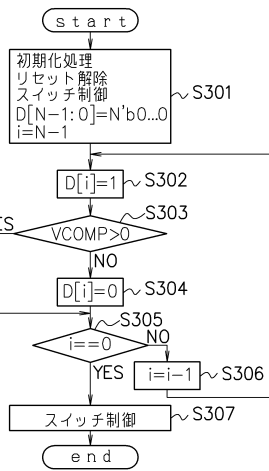 start
初期化処理
リセット解除
スイッチ制御
D[N-1:0]=N'b0...0
i=N-1
S301
D[i]=1
S302
S303
ES
VCOMP>0
NO
D[i]=0
S304
S305
i==0
NO
YES
i=i-1
S306
スイッチ制御
S307
end